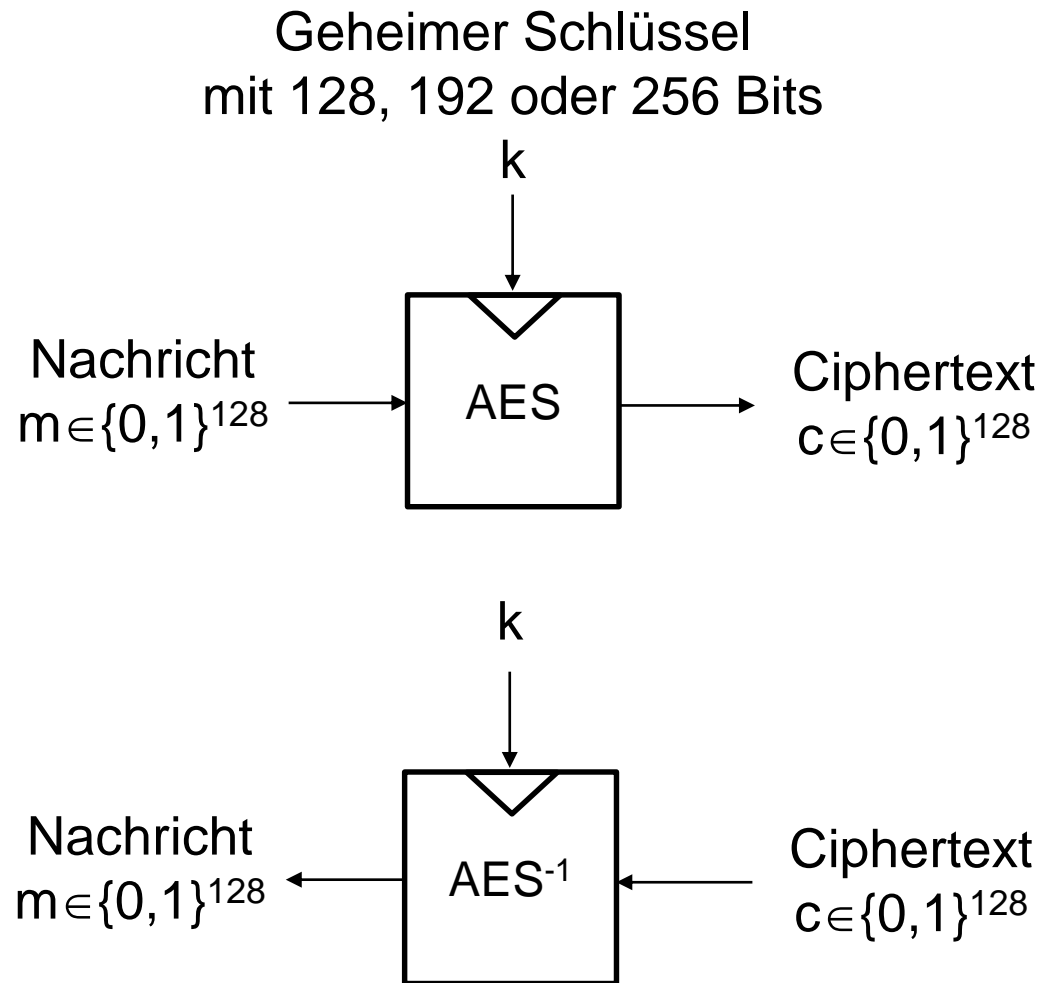 Geheimer Schlüssel
mit 128, 192 oder 256 Bits
k
Nachricht
m∈{0,1}¹²⁸
AES
Ciphertext
c∈{0,1}¹²⁸
k
Nachricht
m∈{0,1}¹²⁸
AES⁻¹
Ciphertext
c∈{0,1}¹²⁸